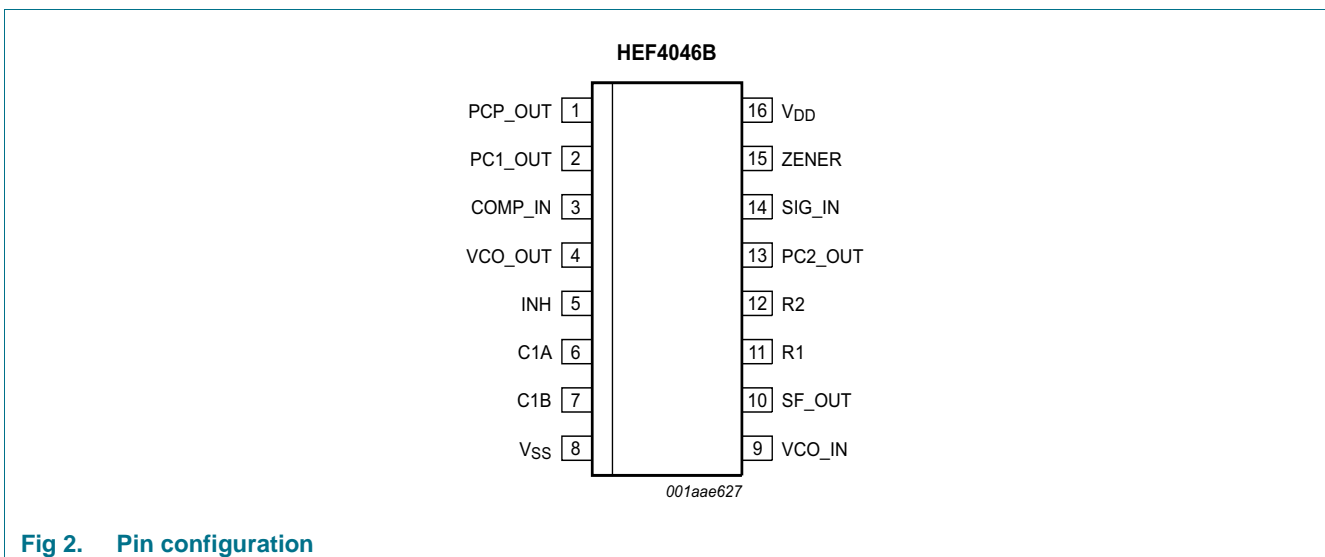 HEF4046B
PCP_OUT 1
16 VDD
PC1_OUT 2
15 ZENER
COMP_IN 3
14 SIG_IN
VCO_OUT 4
13 PC2_OUT
INH 5
12 R2
C1A 6
11 R1
C1B 7
10 SF_OUT
VSS 8
9 VCO_IN
001aae627
Fig 2. Pin configuration